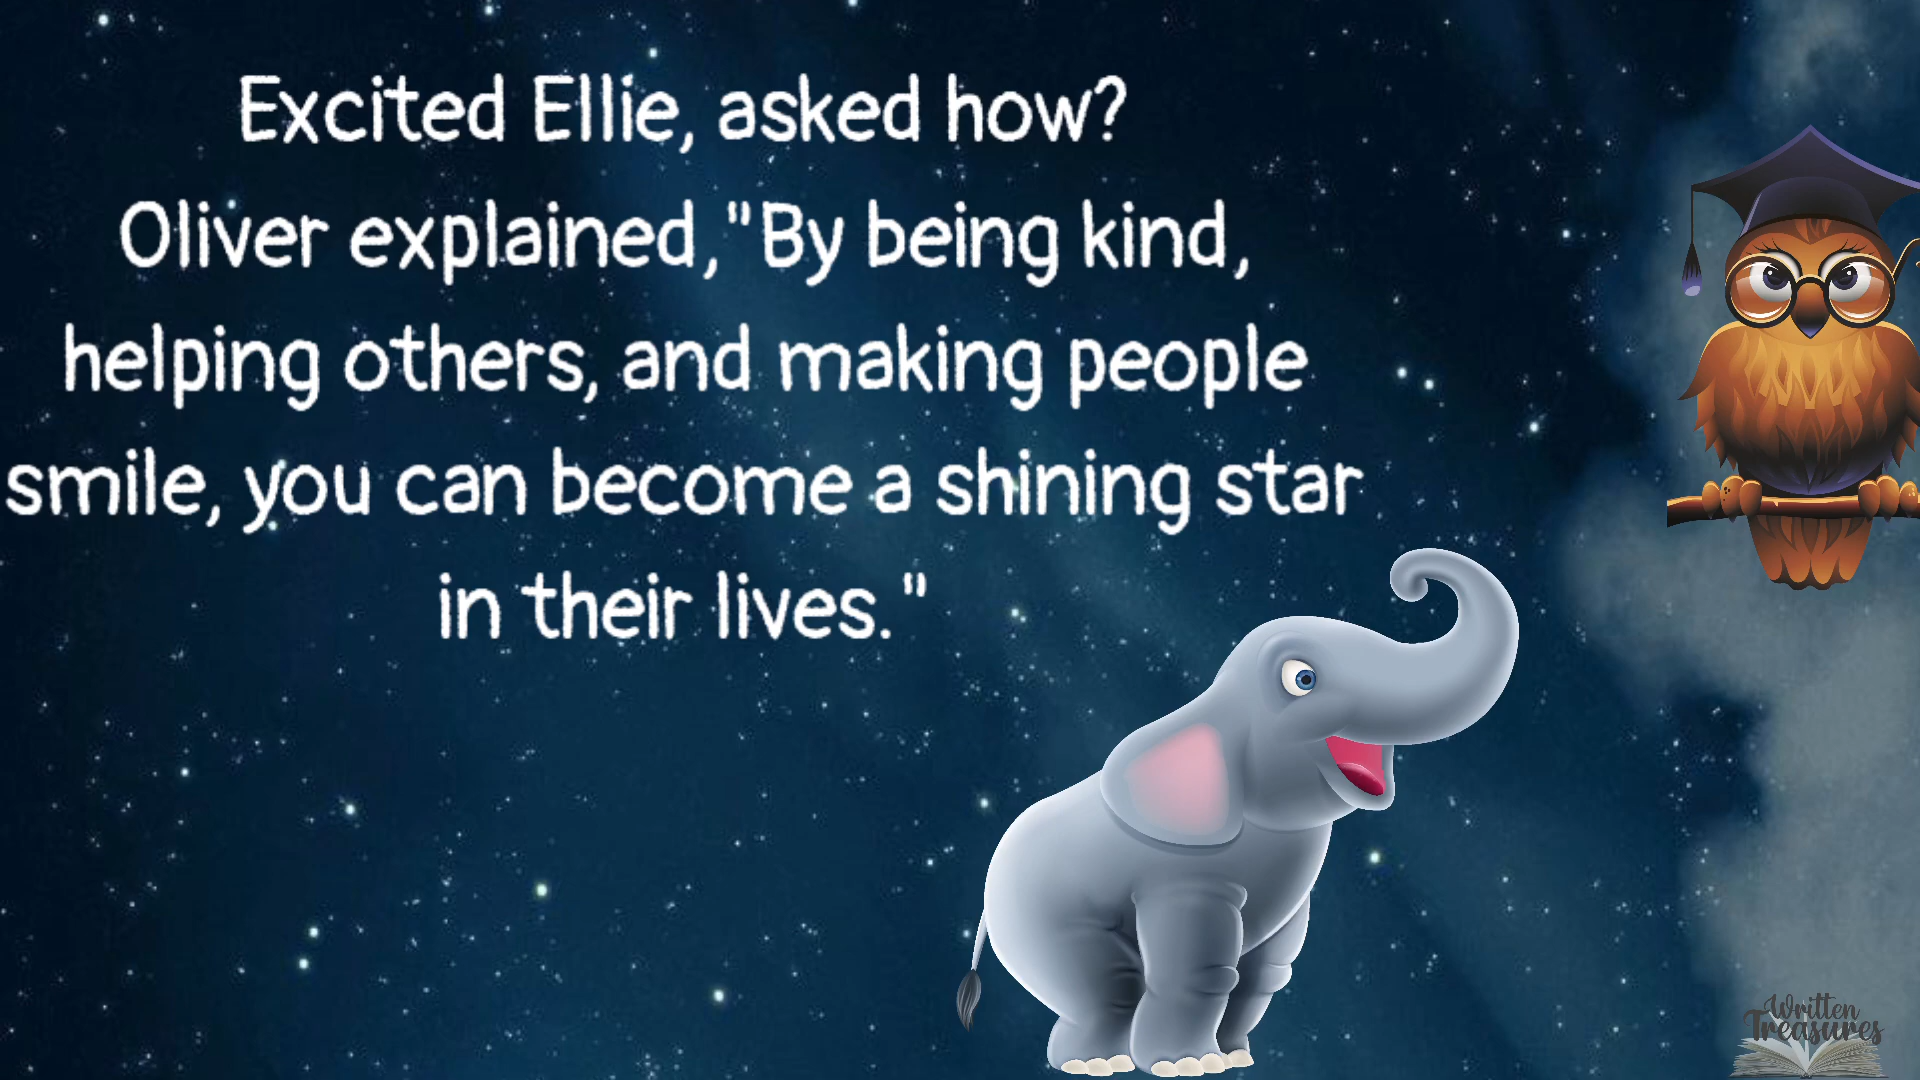 Excited Ellie, asked how?
Oliver explained,"By being kind,
helping others, and making people
smile, you can become a shining star
in their lives."
Written
Treasures